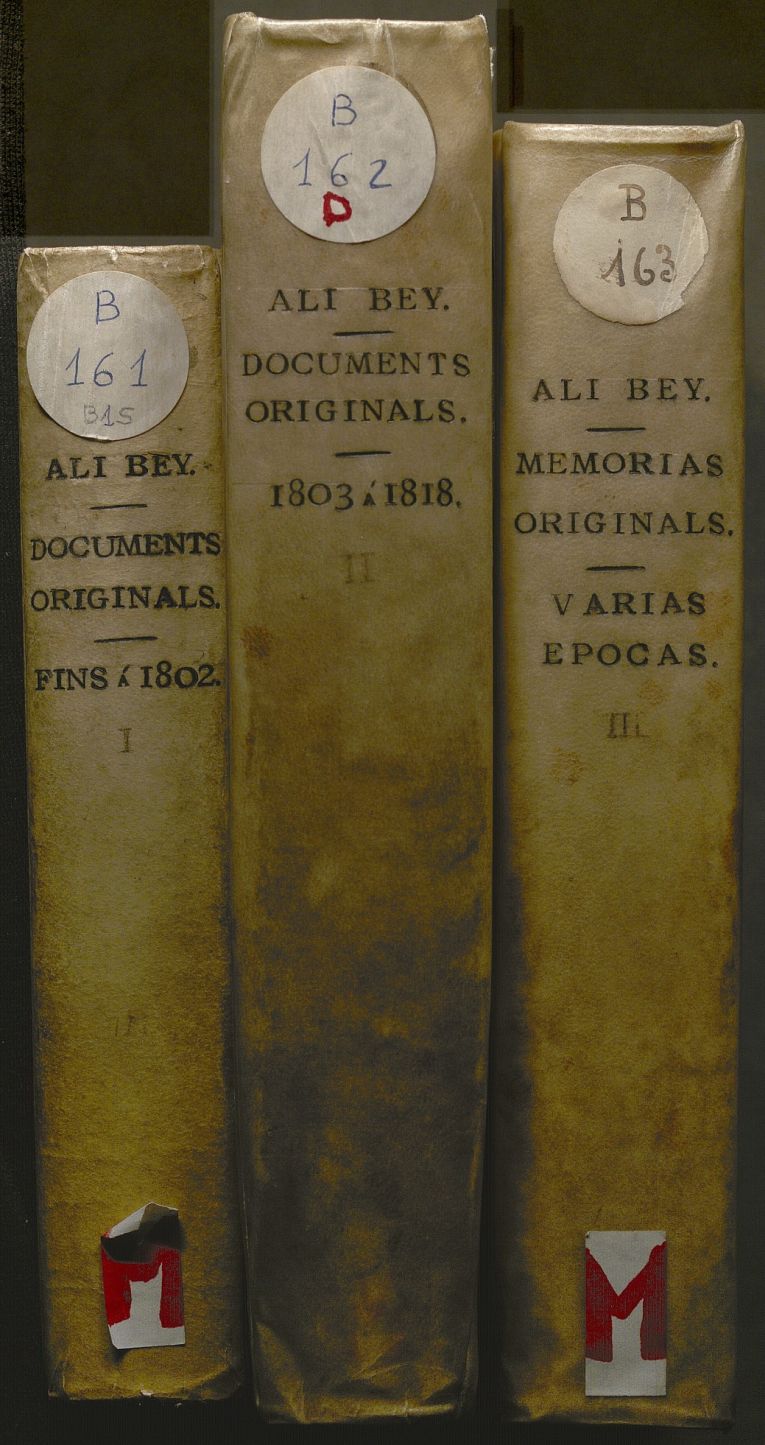 B
161
B15
ALI BEY.
DOCUMENTS
ORIGINALS.
FINS á 1802.
I
M
B
162
D
ALI BEY.
DOCUMENTS
ORIGINALS.
1803 á 1818.
II
B
163
ALI BEY.
MEMORIAS
ORIGINALS.
VARIAS
EPOCAS.
III
M